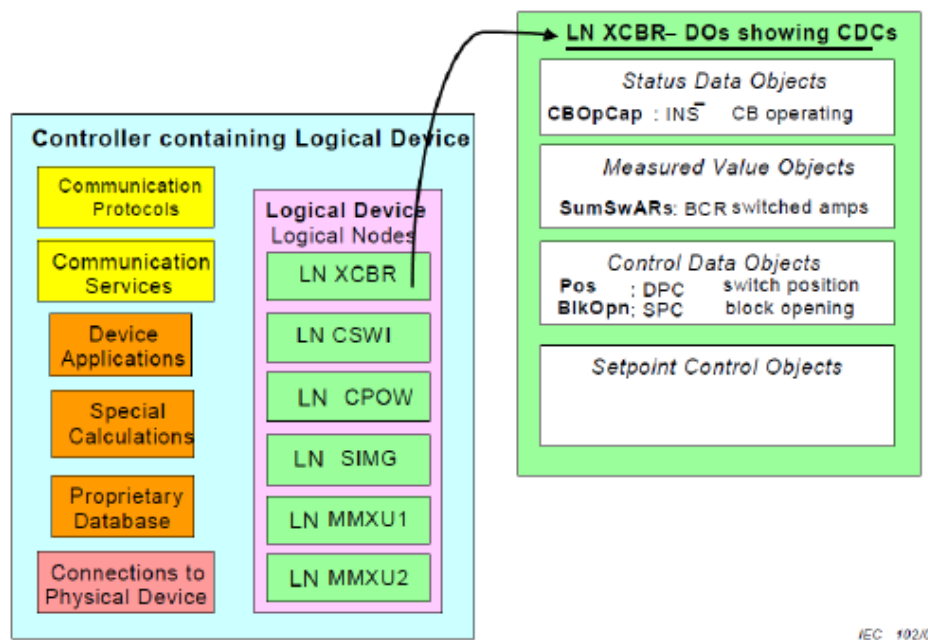 LN XCBR– DOs showing CDCs
Status Data Objects
CBOpCap : INS CB operating
Measured Value Objects
SumSwARs: BCR switched amps
Control Data Objects
Pos : DPC switch position
BlkOpn: SPC block opening
Setpoint Control Objects
Controller containing Logical Device
Communication
Protocols
Communication
Services
Device
Applications
Special
Calculations
Proprietary
Database
Connections to
Physical Device
Logical Device
Logical Nodes
LN XCBR
LN CSWI
LN CPOW
LN SIMG
LN MMXU1
LN MMXU2
IEC 192/0